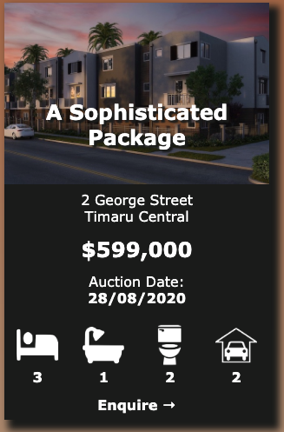 A Sophisticated
Package
2 George Street
Timaru Central
$599,000
Auction Date:
28/08/2020
3 1 2 2
Enquire →